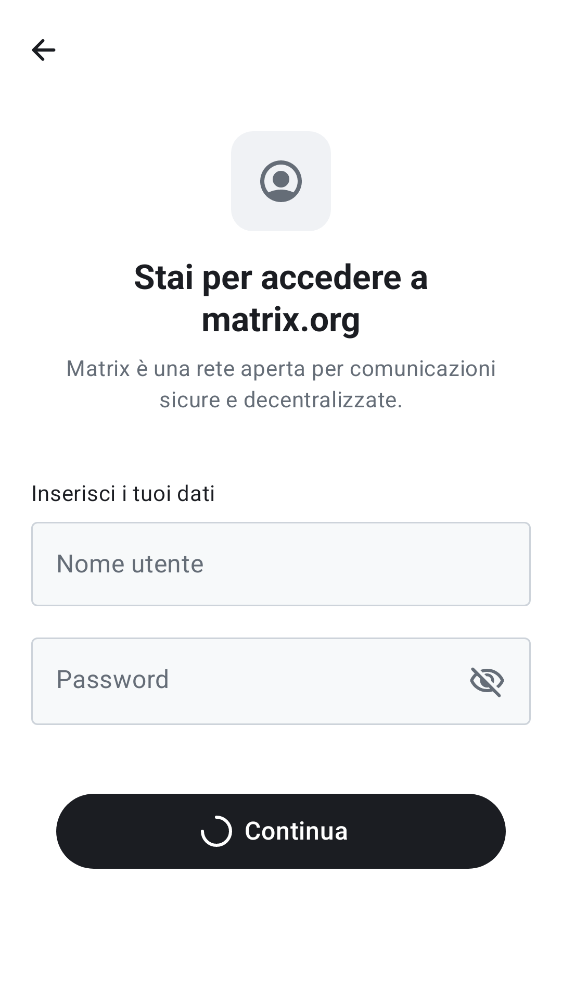 Stai per accedere a
matrix.org
Matrix è una rete aperta per comunicazioni
sicure e decentralizzate.
Inserisci i tuoi dati
Nome utente
Password
Continua